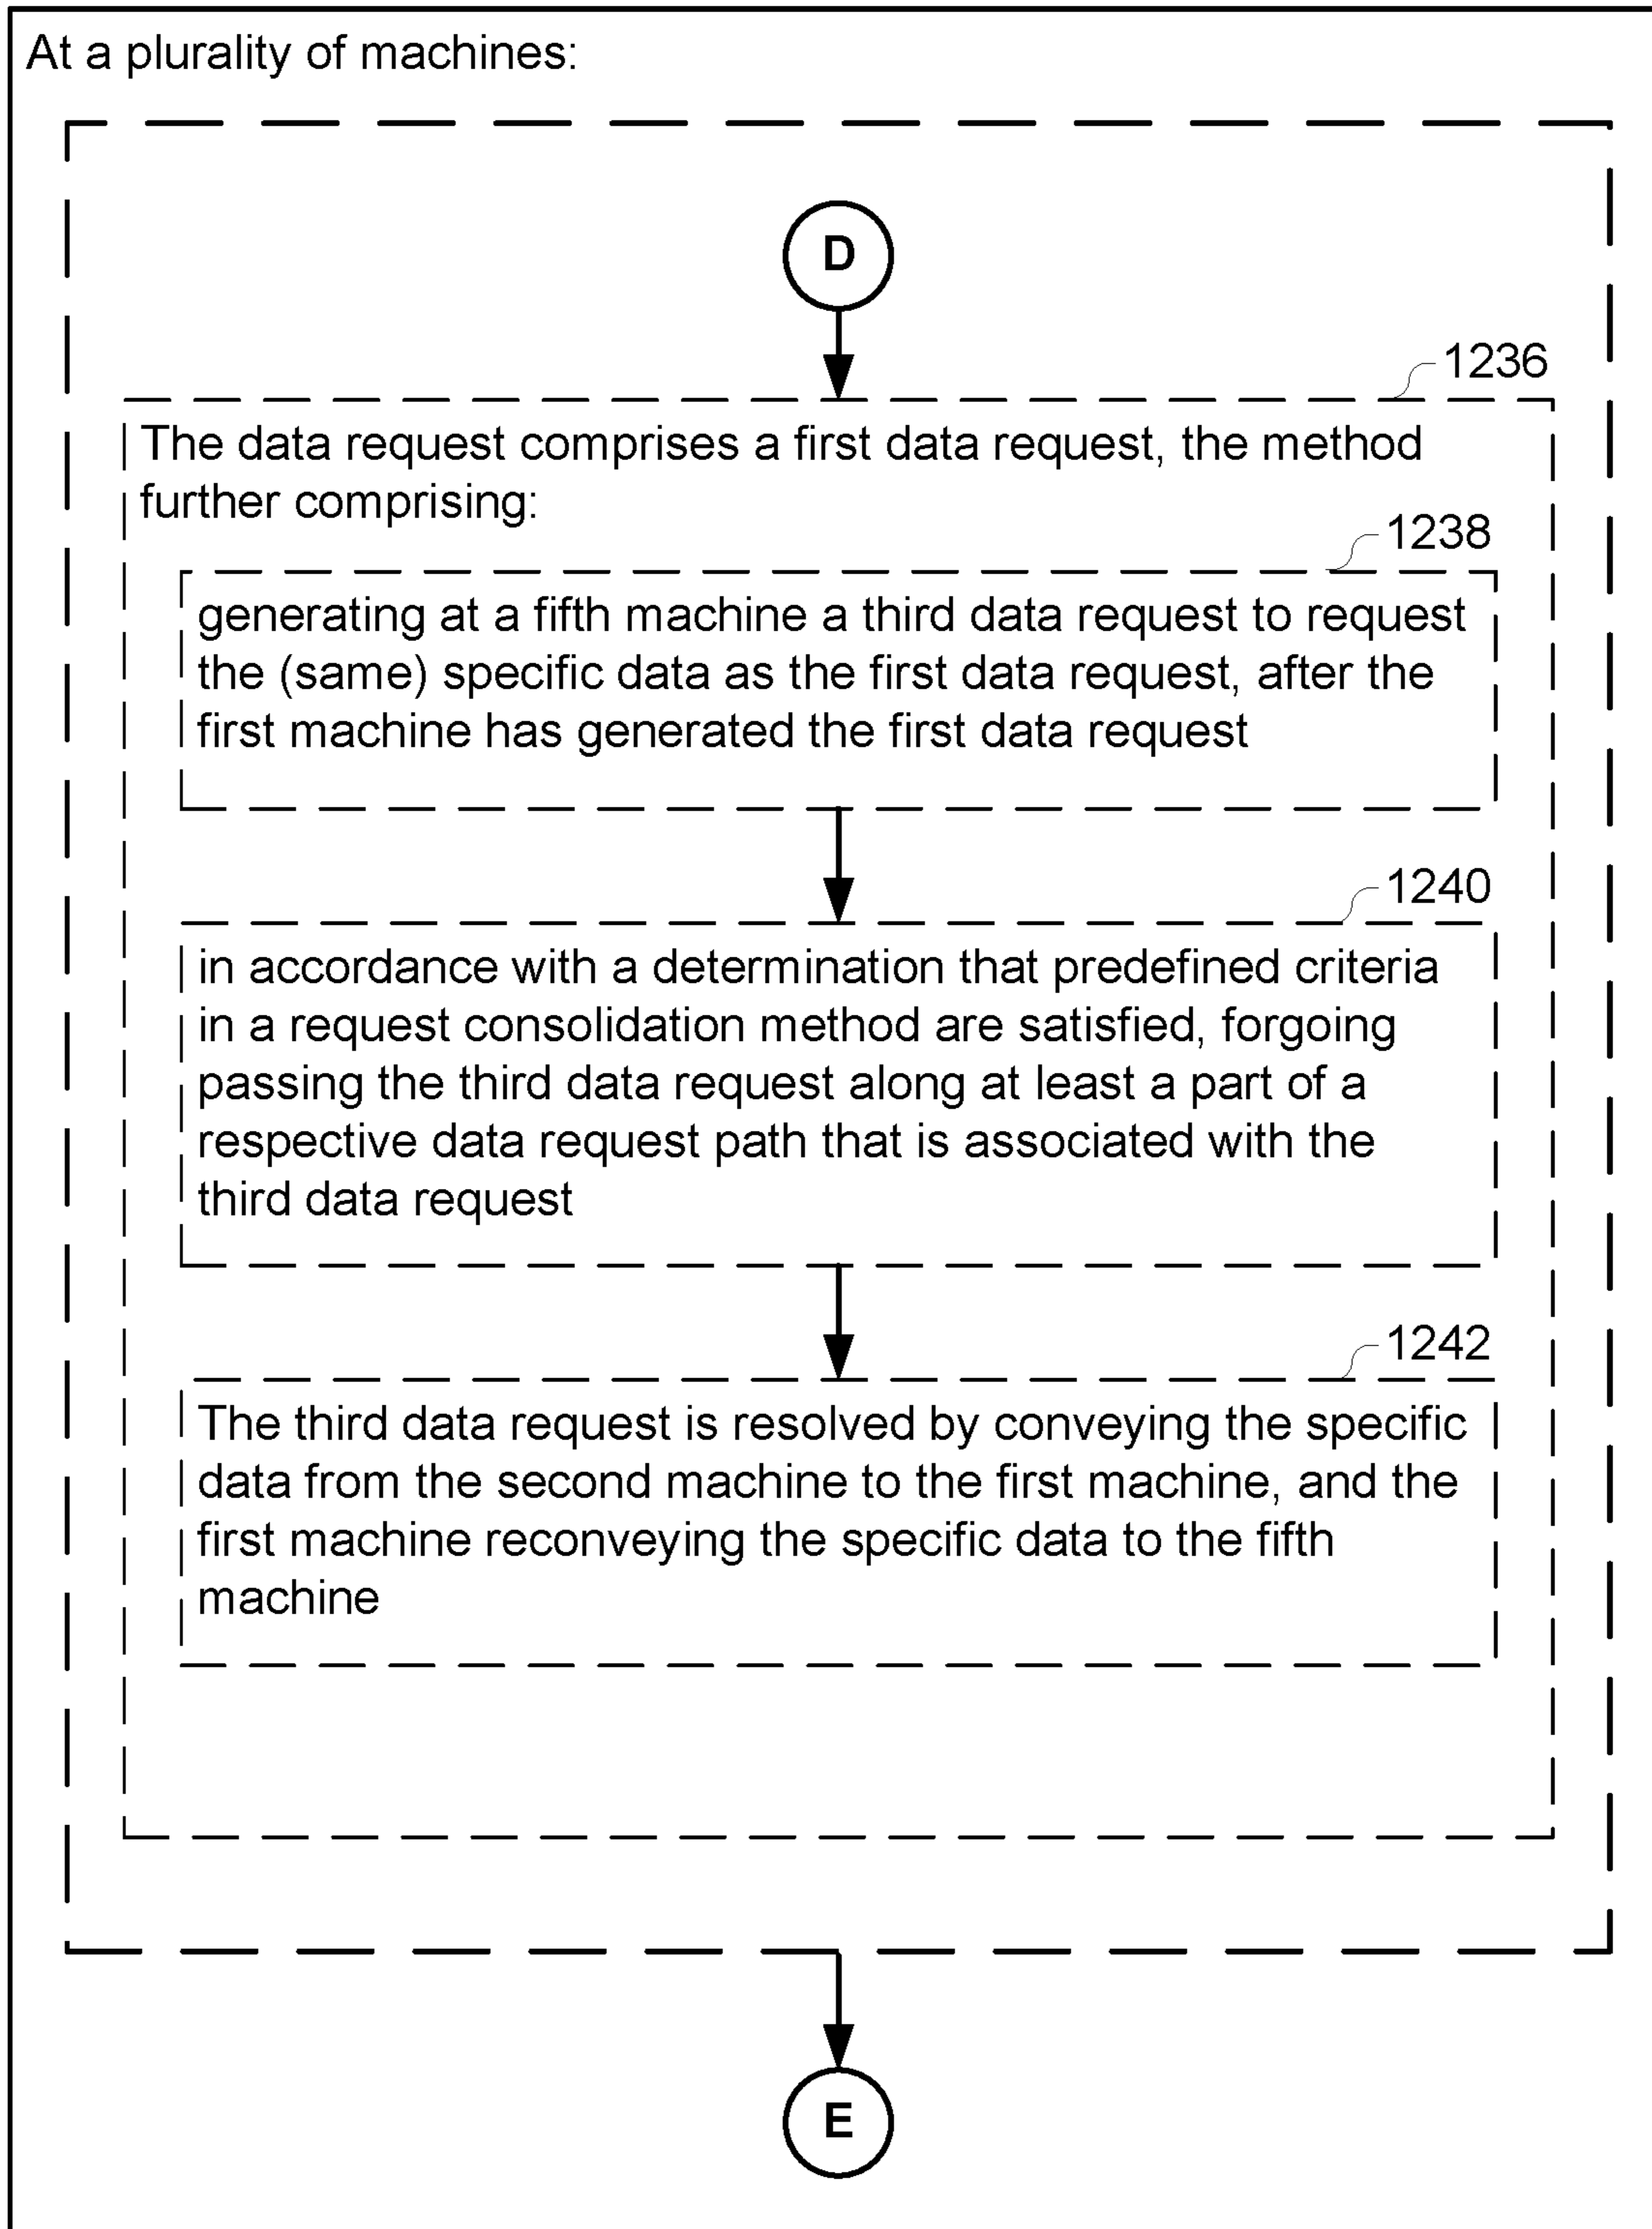 At a plurality of machines:
D
1236
The data request comprises a first data request, the method
further comprising:
1238
generating at a fifth machine a third data request to request
the (same) specific data as the first data request, after the
first machine has generated the first data request
1240
in accordance with a determination that predefined criteria
in a request consolidation method are satisfied, forgoing
passing the third data request along at least a part of a
respective data request path that is associated with the
third data request
1242
The third data request is resolved by conveying the specific
data from the second machine to the first machine, and the
first machine reconveying the specific data to the fifth
machine
E